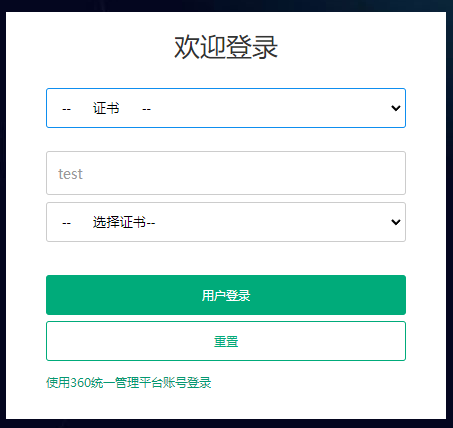 欢迎登录
-- 证书 --
test
-- 选择证书--
用户登录
重置
使用360统一管理平台账号登录